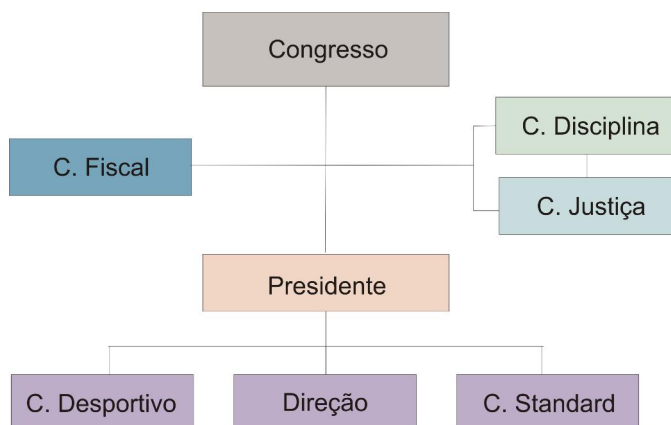 Congresso
C. Disciplina
C. Fiscal
C. Justiça
Presidente
C. Desportivo
Direção
C. Standard